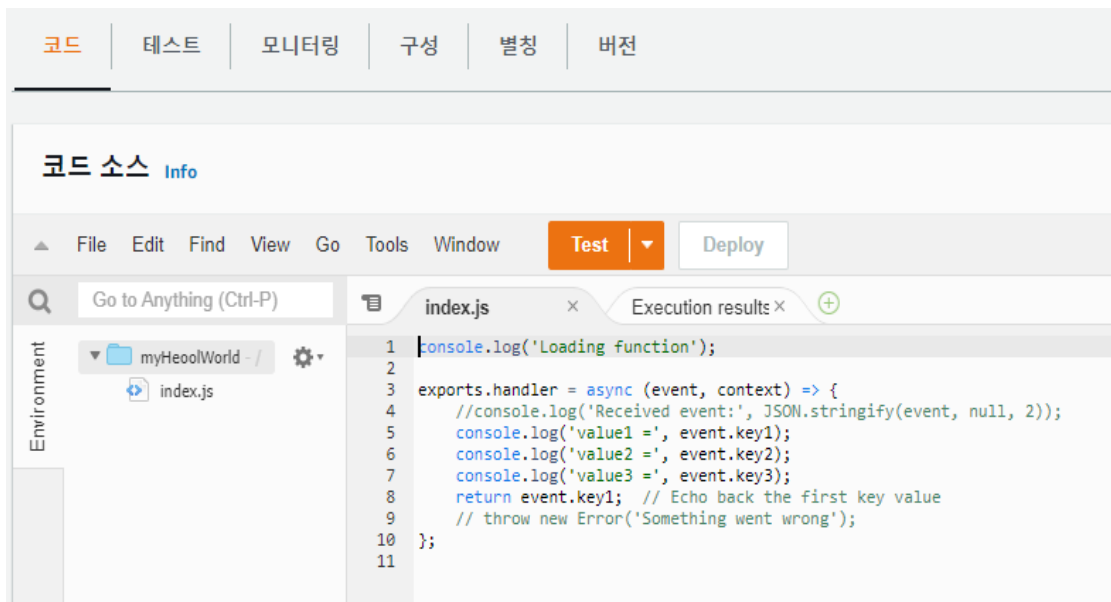 코드 테스트 모니터링 구성 별칭 버전
코드 소스 Info
File Edit Find View Go Tools Window Test Deploy
Go to Anything (Ctrl-P) index.js × Execution results ×
Environment
myHeoolWorld - /
index.js
1 console.log('Loading function');
2
3 exports.handler = async (event, context) => {
4 //console.log('Received event:', JSON.stringify(event, null, 2));
5 console.log('value1 =', event.key1);
6 console.log('value2 =', event.key2);
7 console.log('value3 =', event.key3);
8 return event.key1;  // Echo back the first key value
9 // throw new Error('Something went wrong');
10 };
11